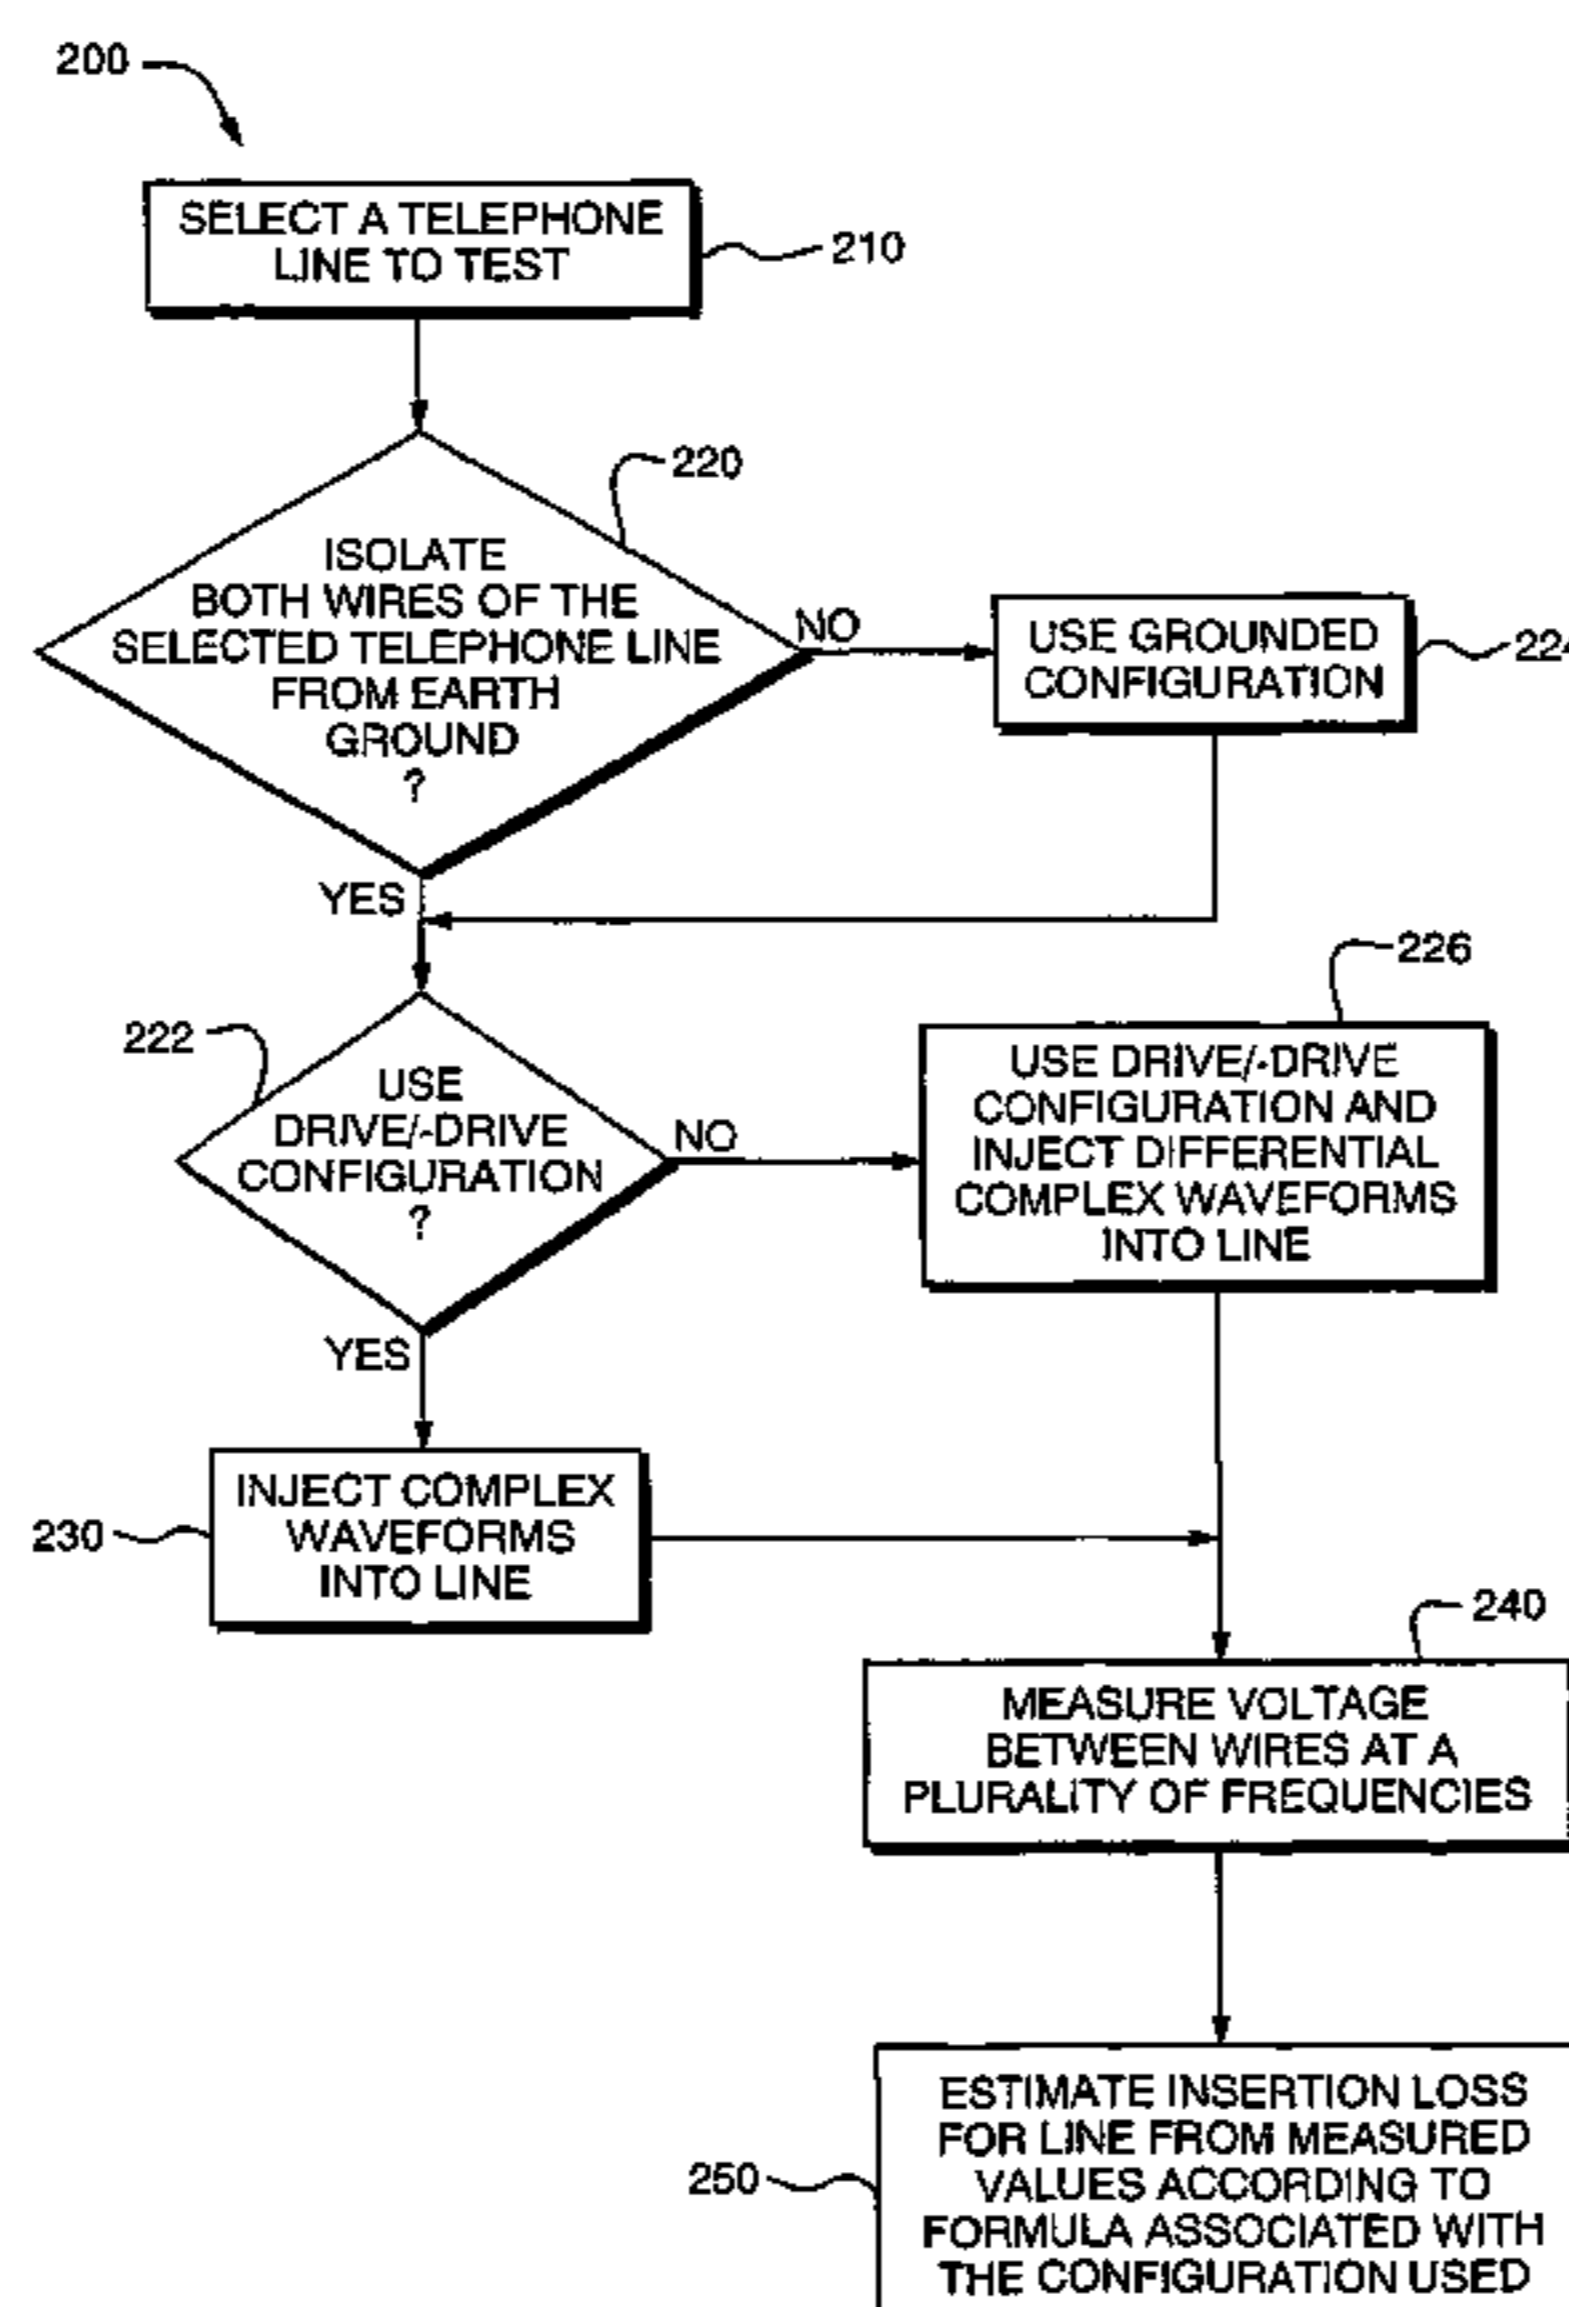 200
SELECT A TELEPHONE
LINE TO TEST
210
220
ISOLATE
BOTH WIRES OF THE
SELECTED TELEPHONE LINE
FROM EARTH
GROUND
?
NO
USE GROUNDED
CONFIGURATION
224
YES
226
222
USE
DRIVE/-DRIVE
CONFIGURATION
?
NO
USE DRIVE/-DRIVE
CONFIGURATION AND
INJECT DIFFERENTIAL
COMPLEX WAVEFORMS
INTO LINE
YES
230
INJECT COMPLEX
WAVEFORMS
INTO LINE
240
MEASURE VOLTAGE
BETWEEN WIRES AT A
PLURALITY OF FREQUENCIES
250
ESTIMATE INSERTION LOSS
FOR LINE FROM MEASURED
VALUES ACCORDING TO
FORMULA ASSOCIATED WITH
THE CONFIGURATION USED